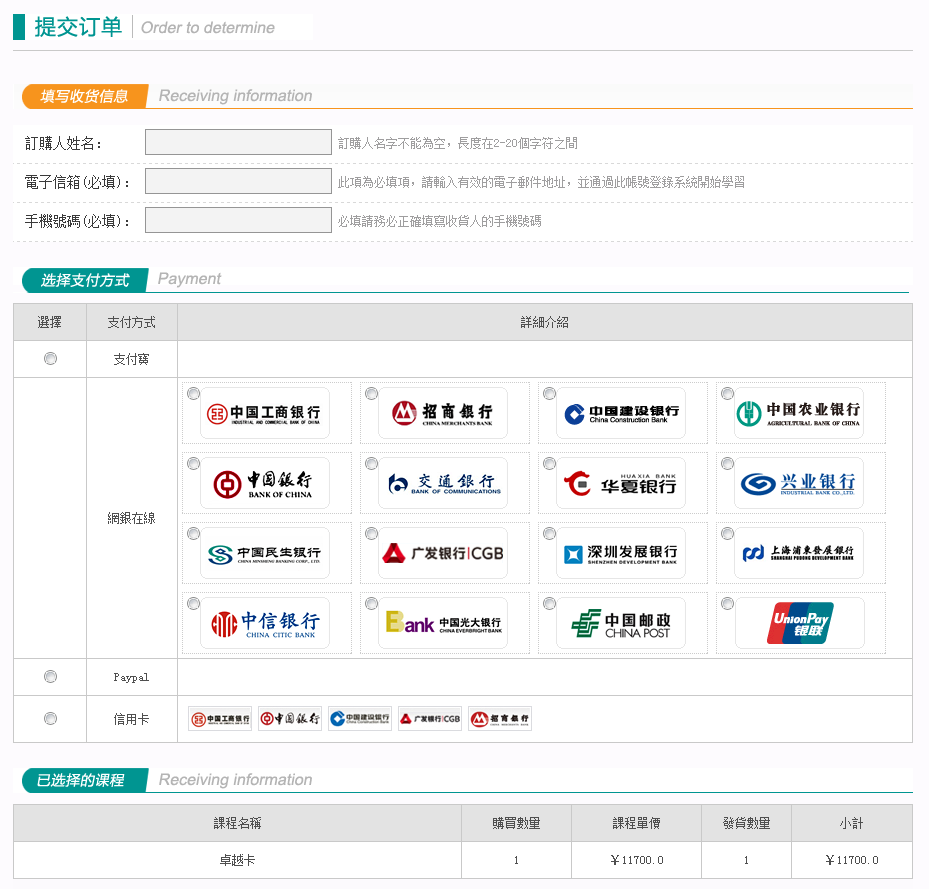 提交订单 Order to determine
填写收货信息 Receiving information
訂購人姓名： 訂購人名字不能為空，長度在2-20個字符之間
電子信箱(必填)： 此項為必填項，請輸入有效的電子郵件地址，並通過此帳號登錄系統開始學習
手機號碼(必填)： 必填請務必正確填寫收貨人的手機號碼
选择支付方式 Payment
選擇 支付方式 詳細介紹
支付寶
中国工商银行 招商銀行 中国建设银行 中国农业银行
INDUSTRIAL AND COMMERCIAL BANK OF CHINA CHINA MERCHANTS BANK China Construction Bank AGRICULTURAL BANK OF CHINA
中国银行 交通银行 HUAXIA BANK 华夏银行 兴业银行
BANK OF CHINA BANK OF COMMUNICATIONS INDUSTRIAL BANK CO.,LTD.
網銀在線
中国民生银行 广发银行|CGB 深圳发展银行 上海浦東發展銀行
CHINA MINSHENG BANKING CORP., LTD SHENZHEN DEVELOPMENT BANK SHANGHAI PUDONG DEVELOPMENT BANK
中信银行 Bank 中国光大银行 中国邮政 UnionPay
CHINA CITIC BANK CHINA EVERBRIGHT BANK CHINA POST 银联
Paypal
信用卡 中国工商银行 中国银行 中国建设银行 China Construction Bank 广发银行|CGB 招商银行
已选择的课程 Receiving information
課程名稱 購買數量 課程單價 發貨數量 小計
卓越卡 1 ￥11700.0 1 ￥11700.0